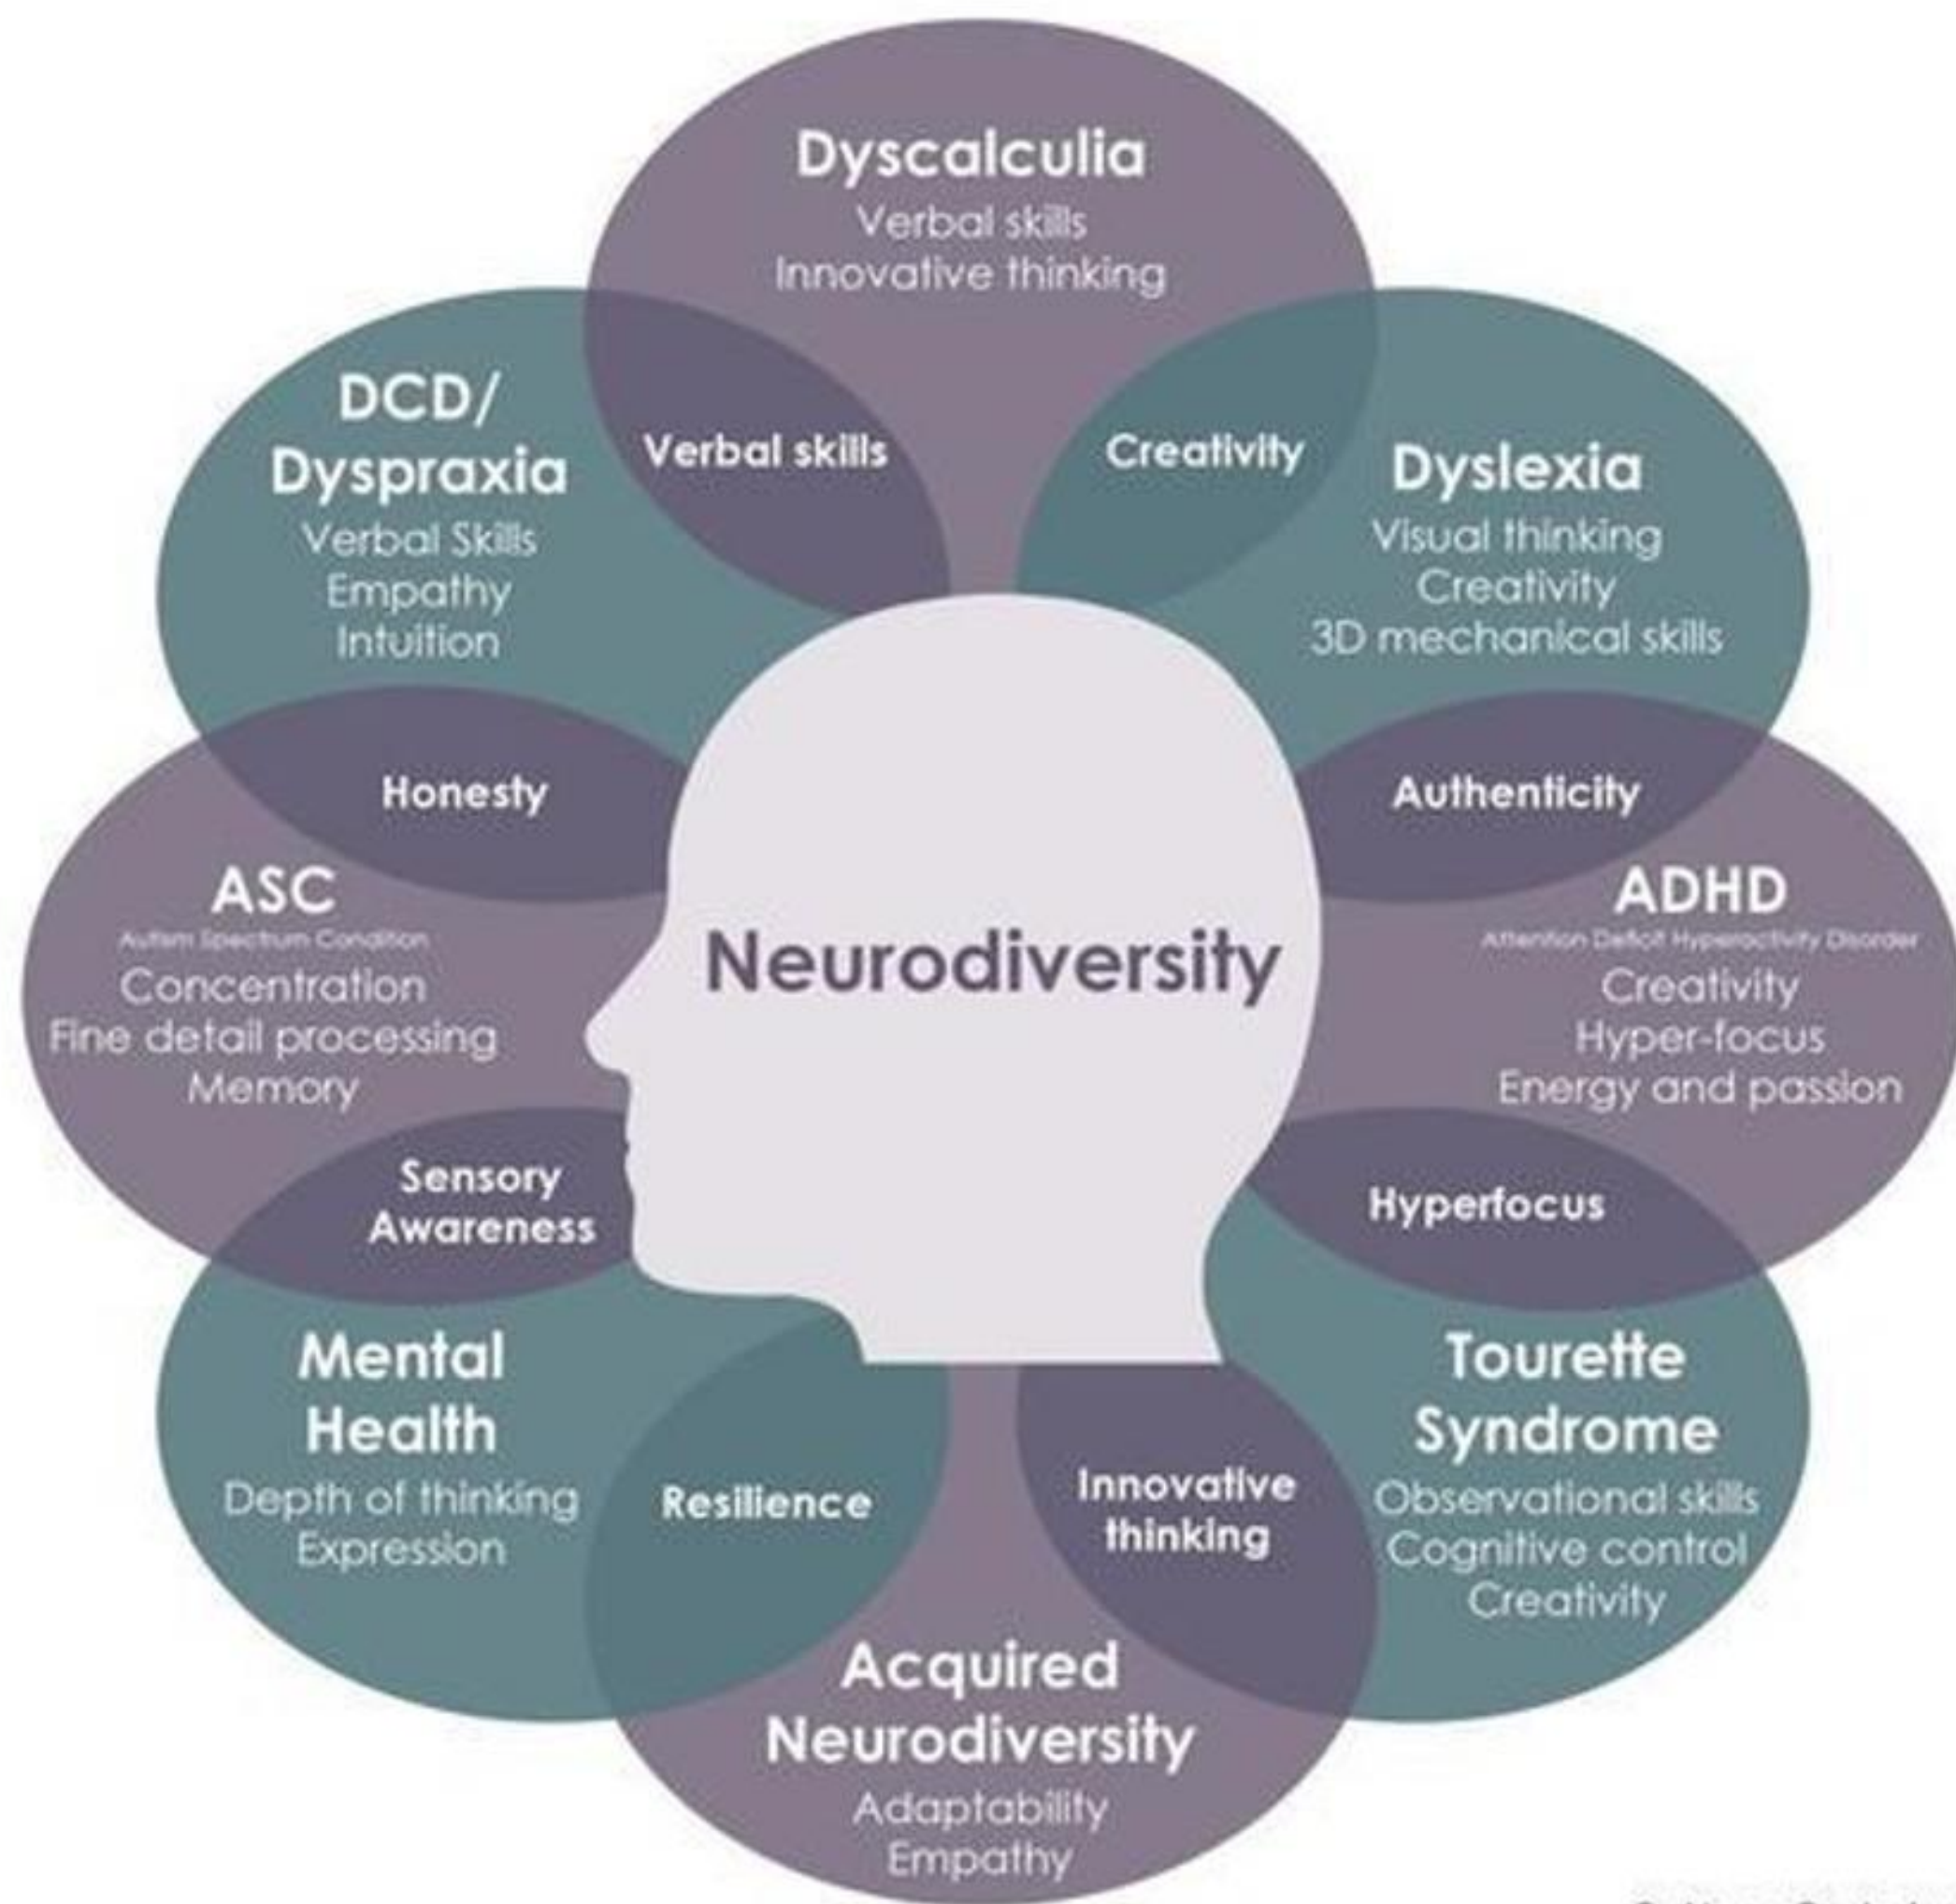 Dyscalculia
Verbal skills
Innovative thinking
DCD/
Dyspraxia
Verbal Skills
Empathy
Intuition
Verbal skills
Creativity
Dyslexia
Visual thinking
Creativity
3D mechanical skills
Honesty
Authenticity
ASC
Autism Spectrum Condition
Concentration
Fine detail processing
Memory
Neurodiversity
ADHD
Attention Deficit Hyperactivity Disorder
Creativity
Hyper-focus
Energy and passion
Sensory
Awareness
Hyperfocus
Mental
Health
Depth of thinking
Expression
Resilience
Innovative
thinking
Tourette
Syndrome
Observational skills
Cognitive control
Creativity
Acquired
Neurodiversity
Adaptability
Empathy